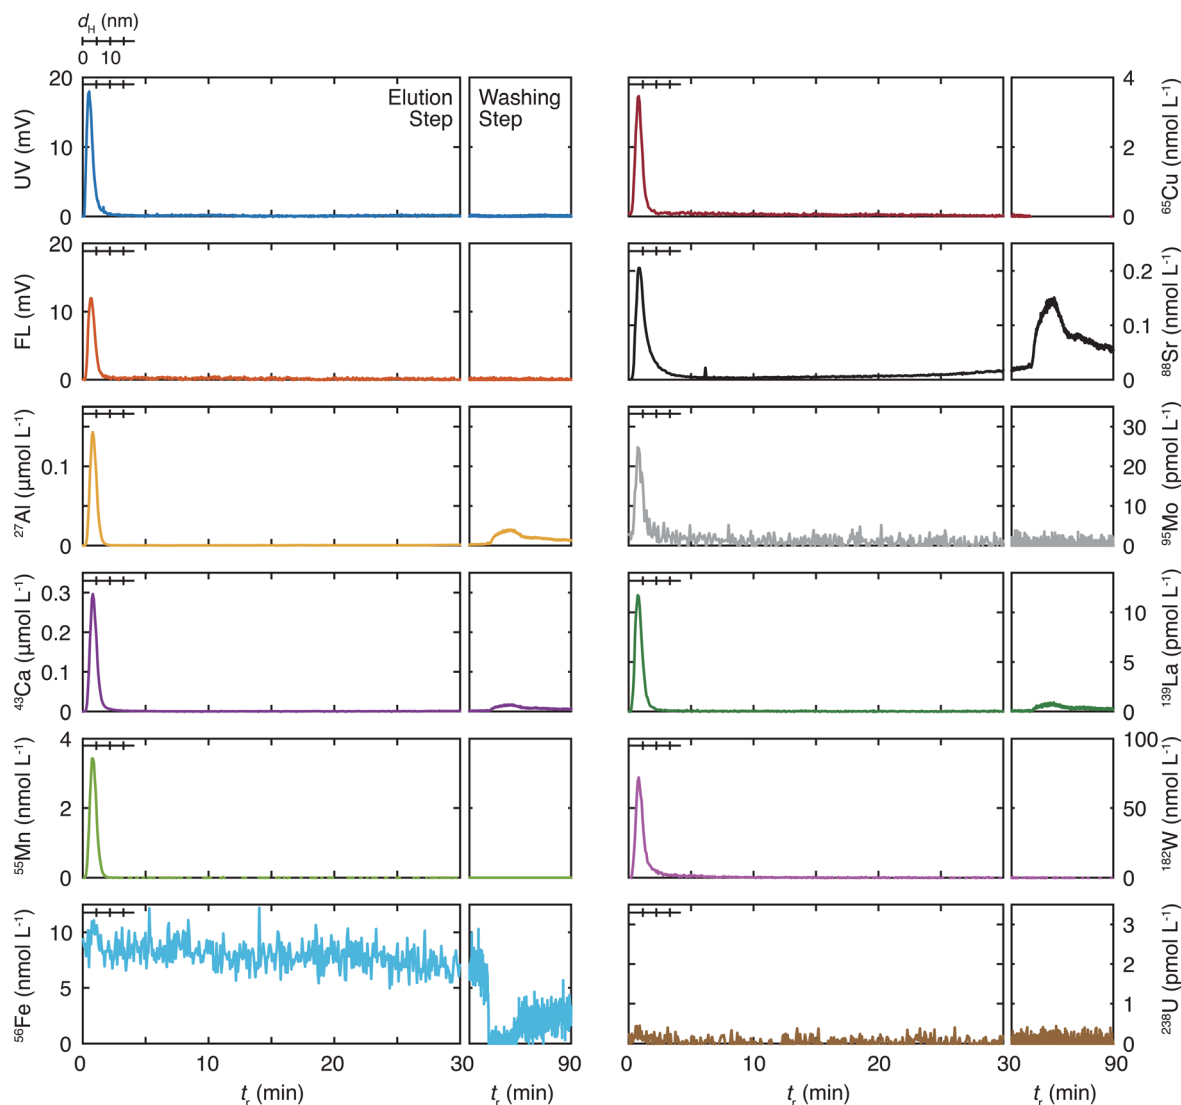 d_H (nm)
0 10
20
10
0
UV (mV)
Elution
Step
Washing
Step
4
2
0
⁶⁵Cu (nmol L⁻¹)
20
10
0
FL (mV)
0.2
0.1
0
⁸⁸Sr (nmol L⁻¹)
0.1
0
²⁷Al (µmol L⁻¹)
30
20
10
0
⁹⁵Mo (pmol L⁻¹)
0.3
0.2
0.1
0
⁴³Ca (µmol L⁻¹)
10
5
0
¹³⁹La (pmol L⁻¹)
4
2
0
⁵⁵Mn (nmol L⁻¹)
100
50
0
¹⁸²W (nmol L⁻¹)
10
5
0
⁵⁶Fe (nmol L⁻¹)
3
2
1
0
²³⁸U (pmol L⁻¹)
0 10 20 30 90
t_r (min) t_r (min)
0 10 20 30 90
t_r (min) t_r (min)